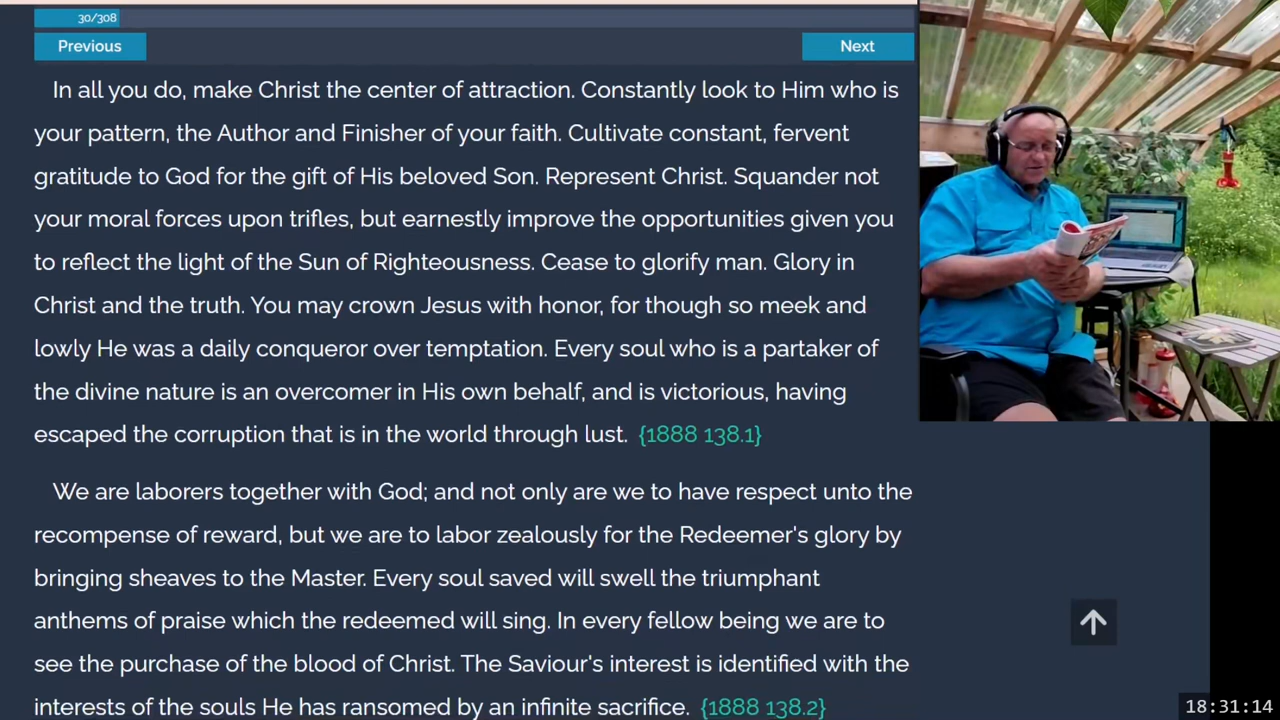 30/308
Previous
Next
In all you do, make Christ the center of attraction. Constantly look to Him who is
your pattern, the Author and Finisher of your faith. Cultivate constant, fervent
gratitude to God for the gift of His beloved Son. Represent Christ. Squander not
your moral forces upon trifles, but earnestly improve the opportunities given you
to reflect the light of the Sun of Righteousness. Cease to glorify man. Glory in
Christ and the truth. You may crown Jesus with honor, for though so meek and
lowly He was a daily conqueror over temptation. Every soul who is a partaker of
the divine nature is an overcomer in His own behalf, and is victorious, having
escaped the corruption that is in the world through lust. {1888 138.1}
We are laborers together with God; and not only are we to have respect unto the
recompense of reward, but we are to labor zealously for the Redeemer's glory by
bringing sheaves to the Master. Every soul saved will swell the triumphant
anthems of praise which the redeemed will sing. In every fellow being we are to
see the purchase of the blood of Christ. The Saviour's interest is identified with the
interests of the souls He has ransomed by an infinite sacrifice. {1888 138.2}
18:31:14